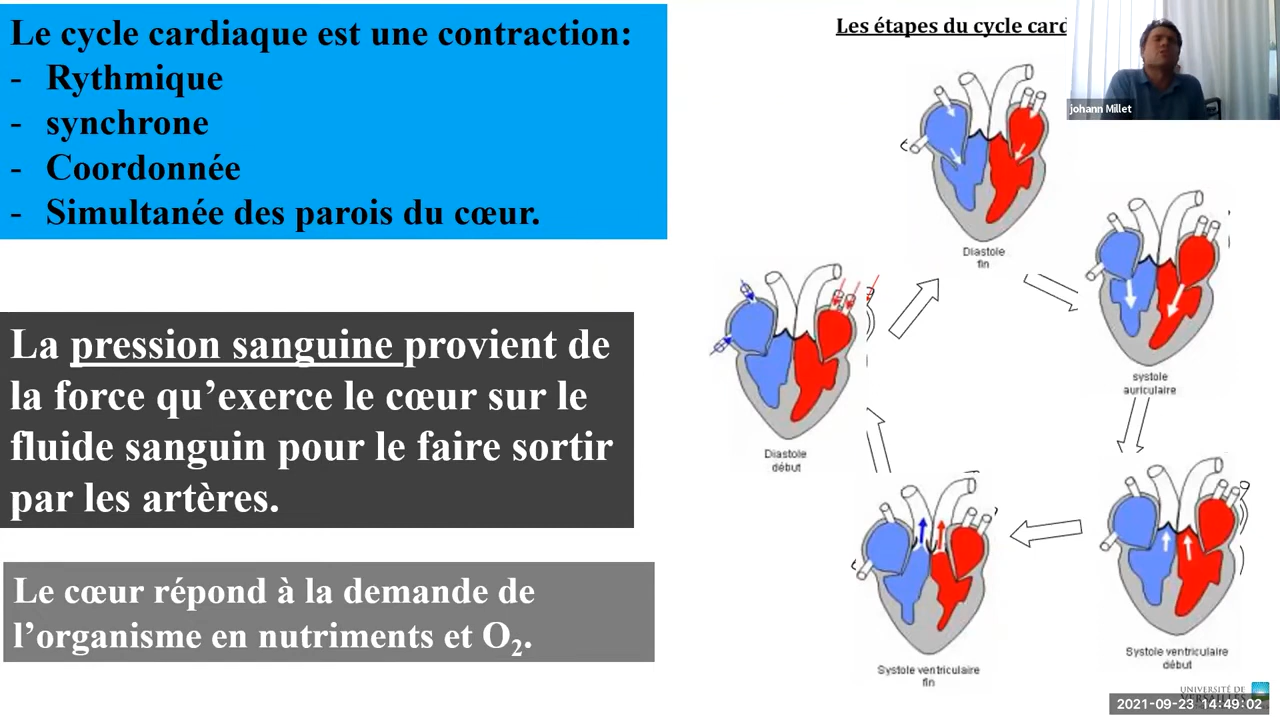 Le cycle cardiaque est une contraction:
- Rythmique
- synchrone
- Coordonnée
- Simultanée des parois du cœur.
La pression sanguine provient de
la force qu’exerce le cœur sur le
fluide sanguin pour le faire sortir
par les artères.
Le cœur répond à la demande de
l’organisme en nutriments et O₂.
Les étapes du cycle card
johann Millet
Diastole
fin
systole
auriculaire
Diastole
début
Systole ventriculaire
début
Systole ventriculaire
fin
UNIVERSITÉ DE
2021-09-23 14:49:02